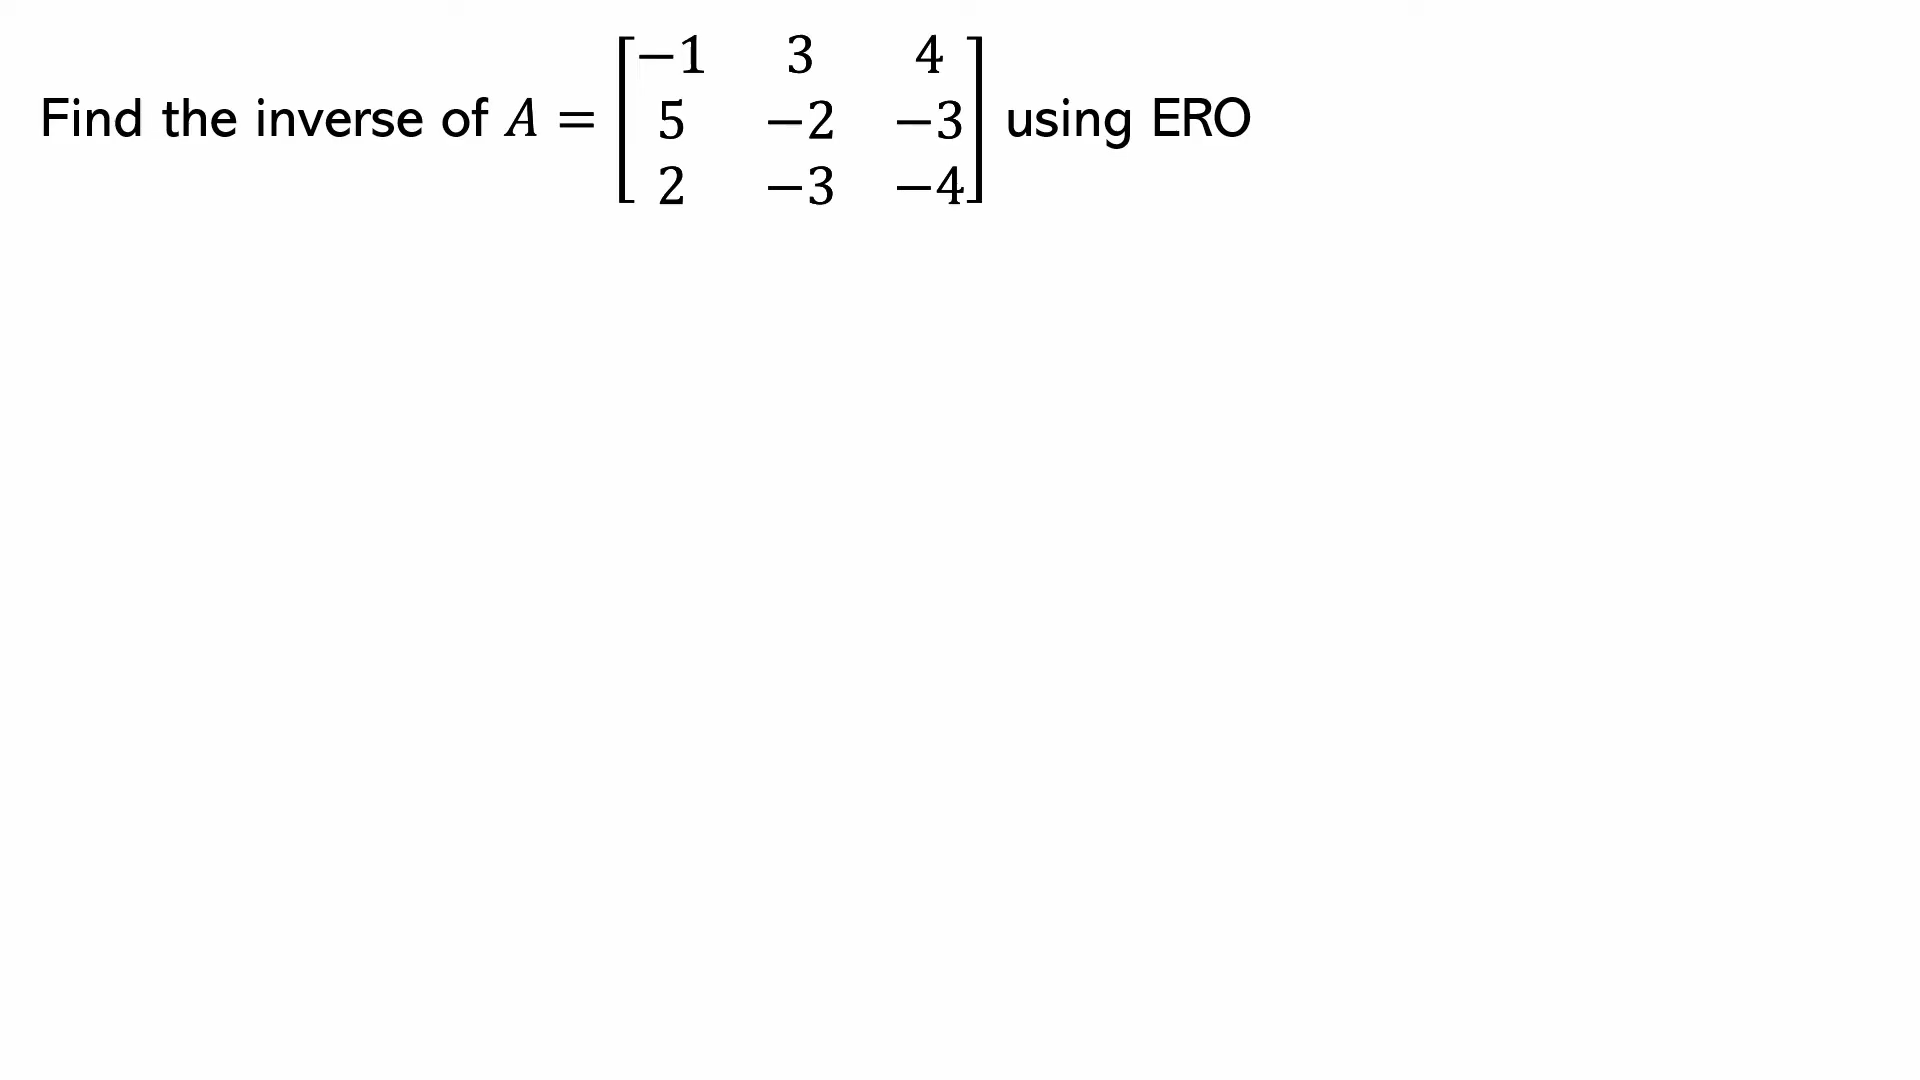 Find the inverse of A = [−1 3 4; 5 −2 −3; 2 −3 −4] using ERO